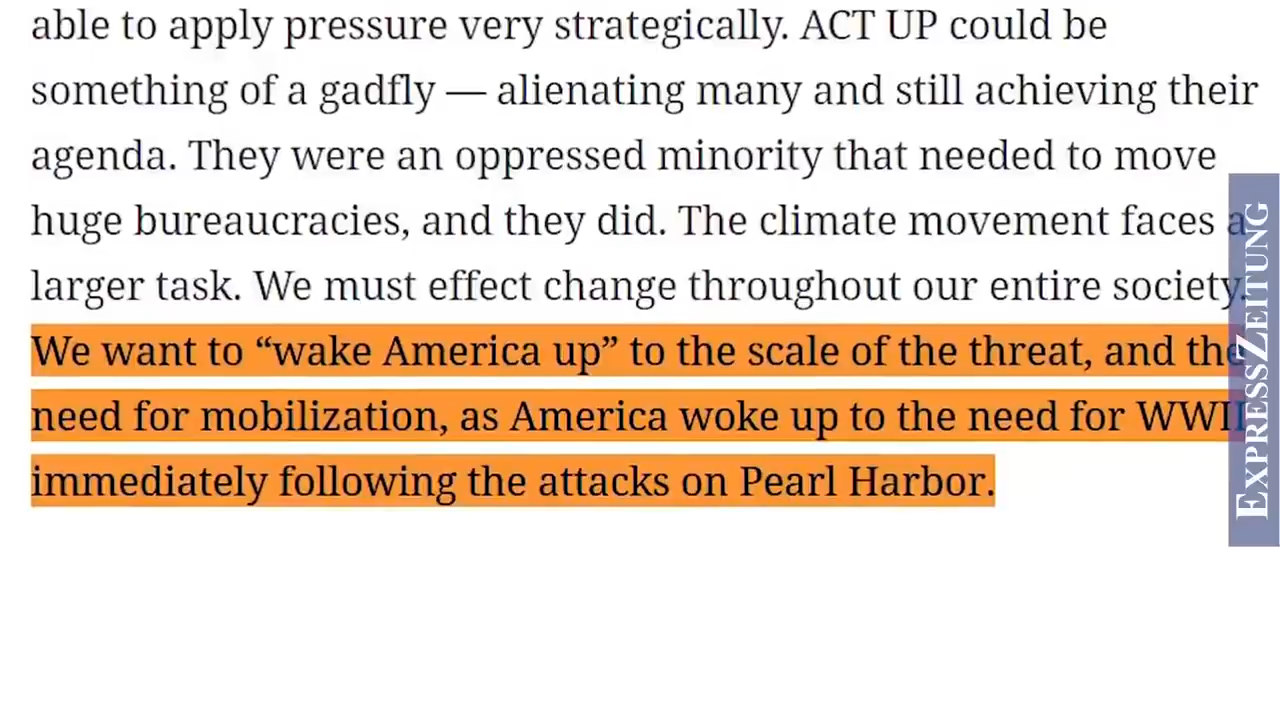 able to apply pressure very strategically. ACT UP could be
something of a gadfly — alienating many and still achieving their
agenda. They were an oppressed minority that needed to move
huge bureaucracies, and they did. The climate movement faces a
larger task. We must effect change throughout our entire society.
We want to “wake America up” to the scale of the threat, and the
need for mobilization, as America woke up to the need for WWII
immediately following the attacks on Pearl Harbor.
EXPRESSZEITUNG